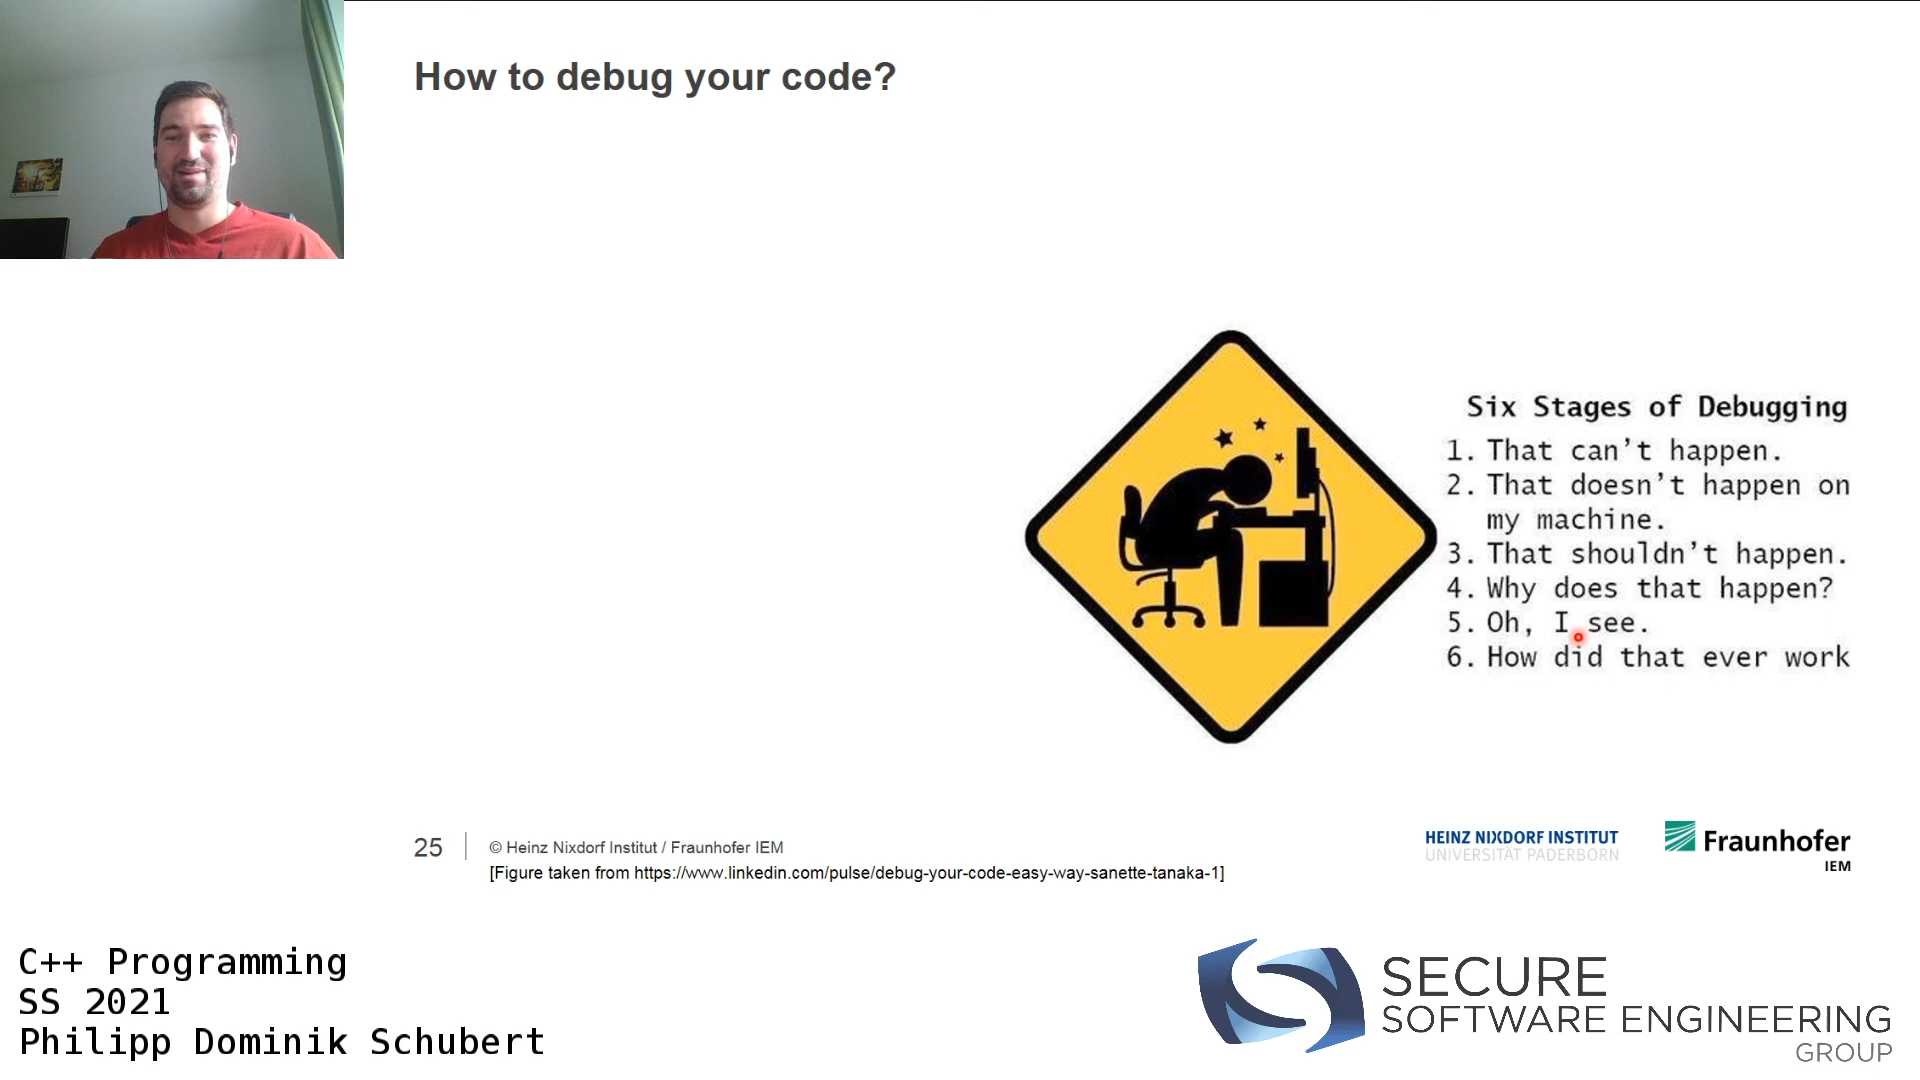 How to debug your code?
Six Stages of Debugging
1. That can't happen.
2. That doesn't happen on
my machine.
3. That shouldn't happen.
4. Why does that happen?
5. Oh, I see.
6. How did that ever work
25
© Heinz Nixdorf Institut / Fraunhofer IEM
[Figure taken from https://www.linkedin.com/pulse/debug-your-code-easy-way-sanette-tanaka-1]
HEINZ NIXDORF INSTITUT
UNIVERSITÄT PADERBORN
Fraunhofer
IEM
C++ Programming
SS 2021
Philipp Dominik Schubert
SECURE
SOFTWARE ENGINEERING
GROUP